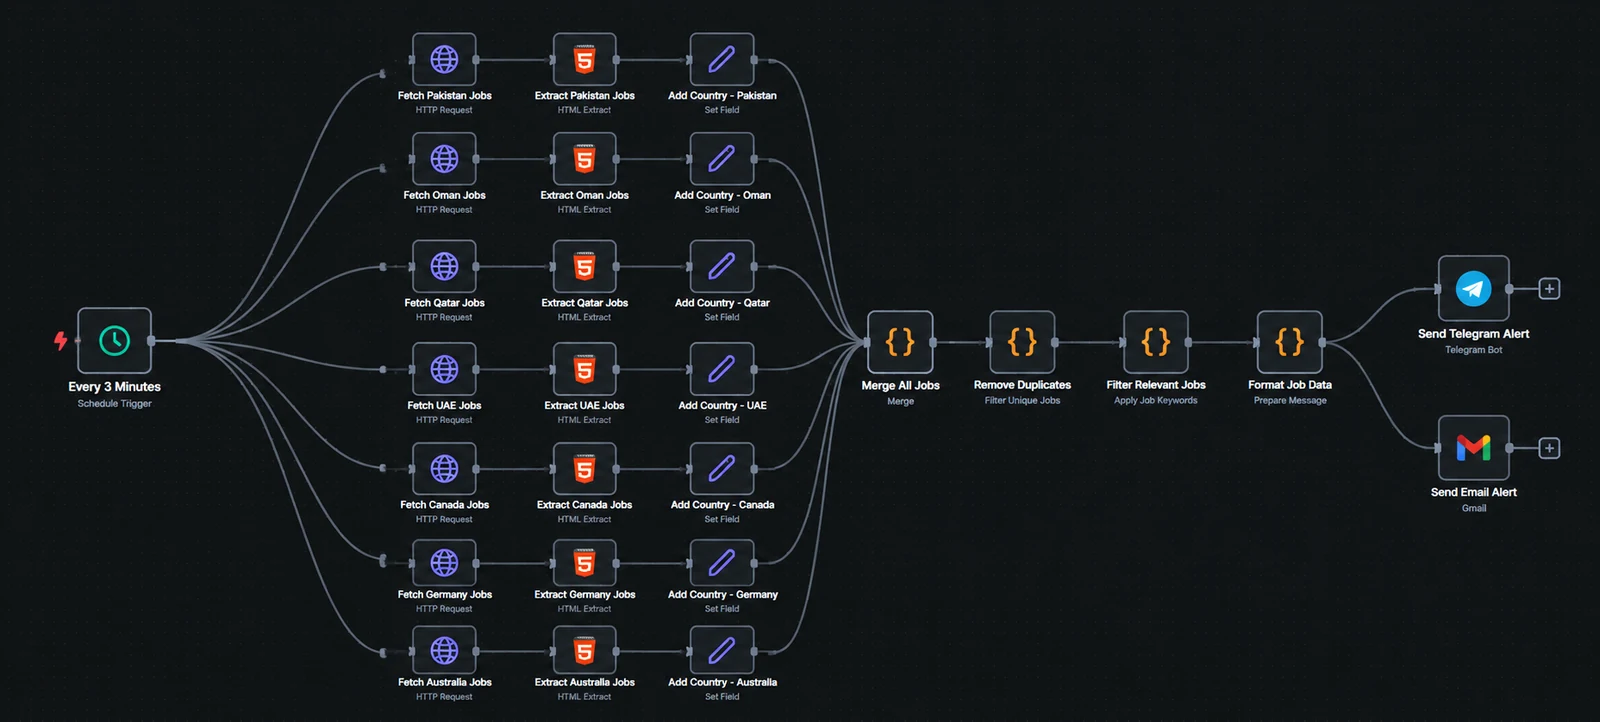 Fetch Pakistan Jobs
HTTP Request
Extract Pakistan Jobs
HTML Extract
Add Country - Pakistan
Set Field
Fetch Oman Jobs
HTTP Request
Extract Oman Jobs
HTML Extract
Add Country - Oman
Set Field
Fetch Qatar Jobs
HTTP Request
Extract Qatar Jobs
HTML Extract
Add Country - Qatar
Set Field
Every 3 Minutes
Schedule Trigger
Fetch UAE Jobs
HTTP Request
Extract UAE Jobs
HTML Extract
Add Country - UAE
Set Field
Fetch Canada Jobs
HTTP Request
Extract Canada Jobs
HTML Extract
Add Country - Canada
Set Field
Fetch Germany Jobs
HTTP Request
Extract Germany Jobs
HTML Extract
Add Country - Germany
Set Field
Fetch Australia Jobs
HTTP Request
Extract Australia Jobs
HTML Extract
Add Country - Australia
Set Field
Merge All Jobs
Merge
Remove Duplicates
Filter Unique Jobs
Filter Relevant Jobs
Apply Job Keywords
Format Job Data
Prepare Message
Send Telegram Alert
Telegram Bot
Send Email Alert
Gmail